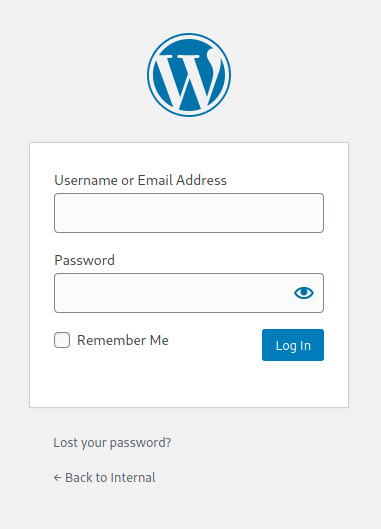 Username or Email Address
Password
Remember Me
Log In
Lost your password?
← Back to Internal